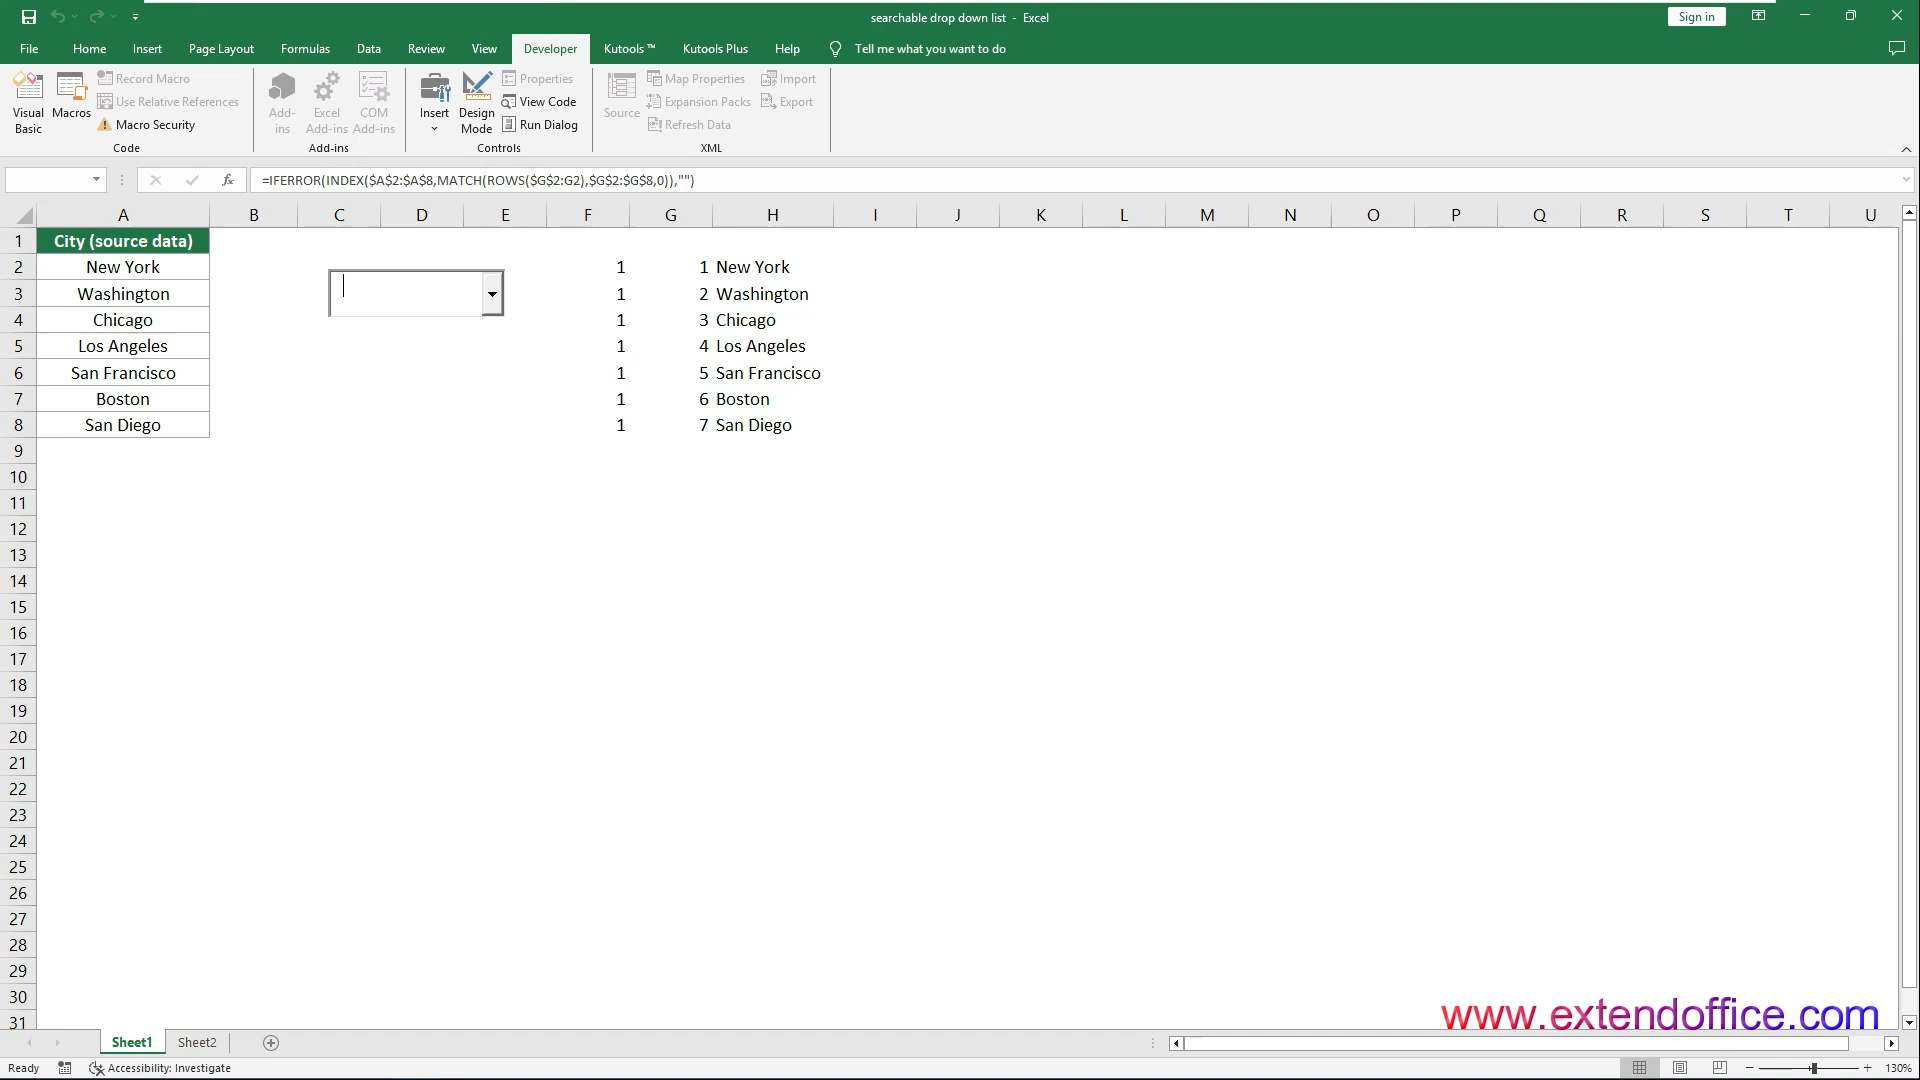 searchable drop down list - Excel
Sign in
File Home Insert Page Layout Formulas Data Review View Developer Kutools ™ Kutools Plus Help Tell me what you want to do
Visual Basic
Macros
Record Macro
Use Relative References
Macro Security
Code
Add-ins
Excel Add-ins
COM Add-ins
Add-ins
Insert
Design Mode
Properties
View Code
Run Dialog
Controls
Source
Map Properties
Expansion Packs
Refresh Data
Import
Export
XML
fx =IFERROR(INDEX($A$2:$A$8,MATCH(ROWS($G$2:G2),$G$2:$G$8,0)),"")
A B C D E F G H I J K L M N O P Q R S T U
1 City (source data)
2 New York 1 1 New York
3 Washington 1 2 Washington
4 Chicago 1 3 Chicago
5 Los Angeles 1 4 Los Angeles
6 San Francisco 1 5 San Francisco
7 Boston 1 6 Boston
8 San Diego 1 7 San Diego
9
10
11
12
13
14
15
16
17
18
19
20
21
22
23
24
25
26
27
28
29
30
31
www.extendoffice.com
Sheet1 Sheet2
Ready Accessibility: Investigate 130%